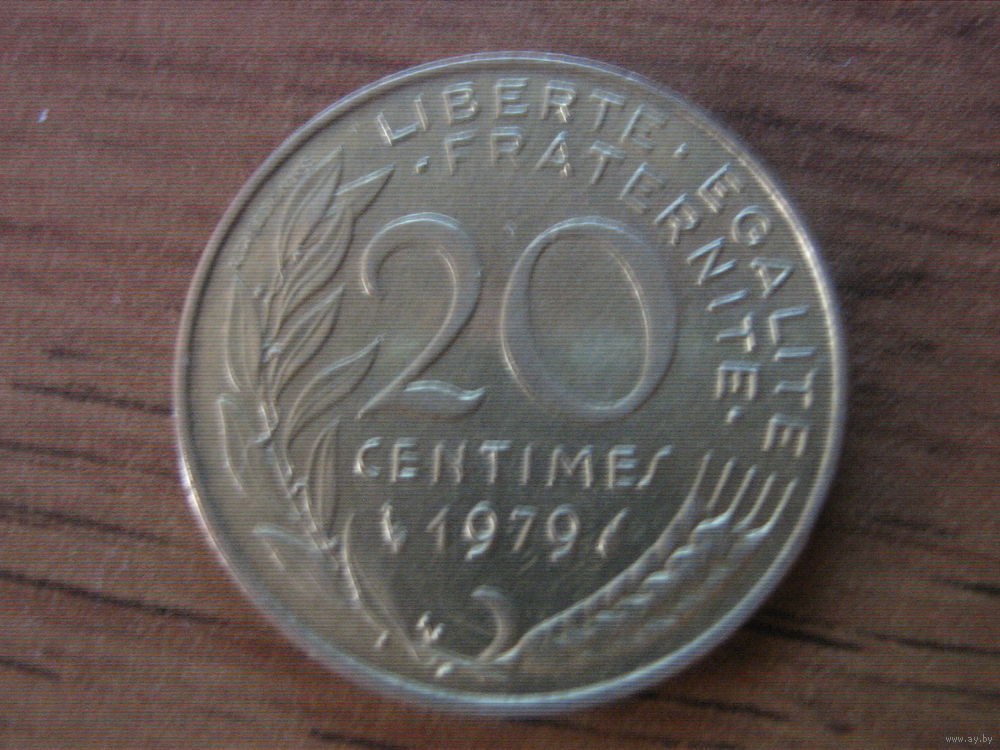 LIBERTE · EGALITE
· FRATERNITE ·
20
CENTIMES
1979
www.ay.by